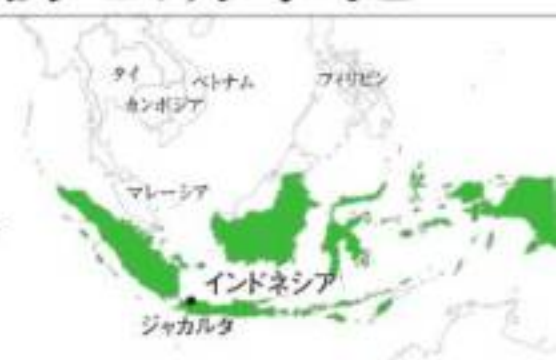 タイ
ベトナム
フィリピン
カンボジア
マレーシア
インドネシア
ジャカルタ